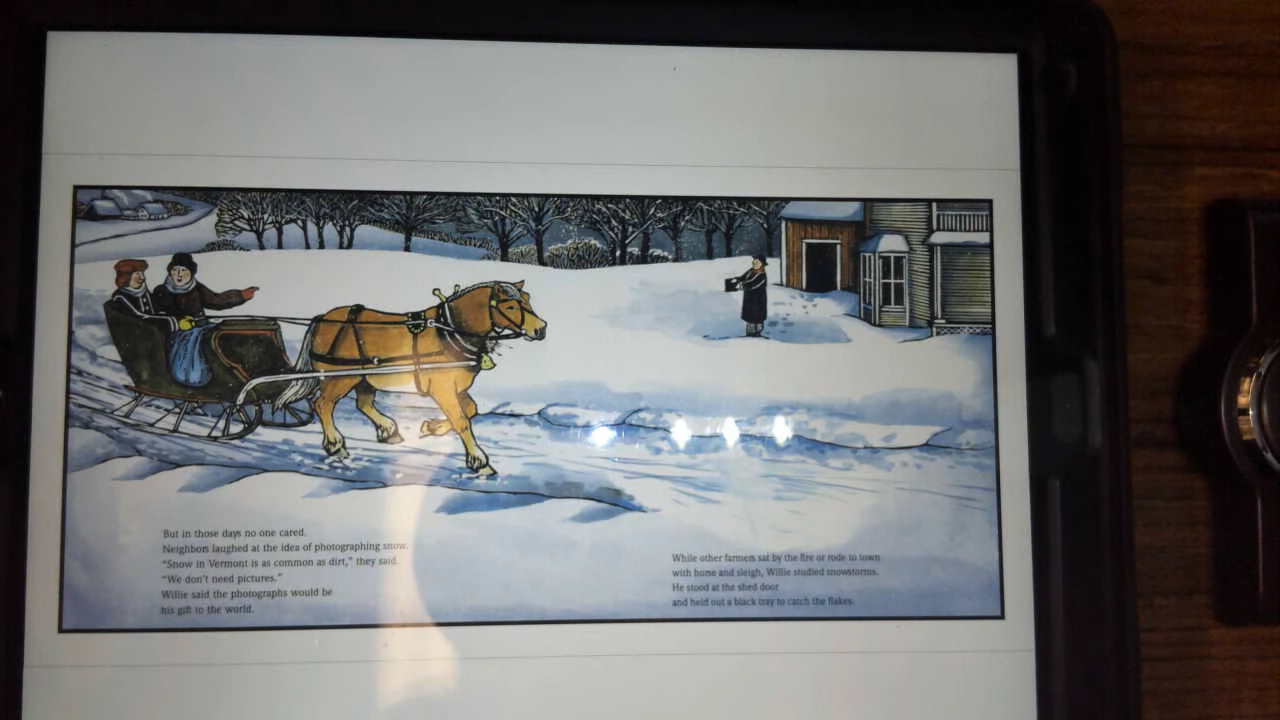 But in those days no one cared.
Neighbors laughed at the idea of photographing snow.
“Snow in Vermont is as common as dirt,” they said.
“We don’t need pictures.”
Willie said the photographs would be
his gift to the world.
While other farmers sat by the fire or rode to town
with horse and sleigh, Willie studied snowstorms.
He stood at the shed door
and held out a black tray to catch the flakes.